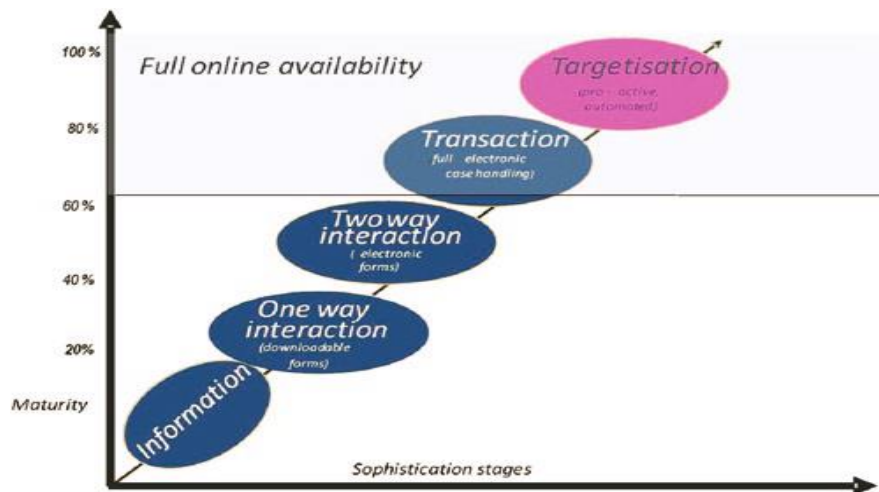 100%
Full online availability
Targetisation
(pro - active,
automated)
80%
Transaction
full electronic
case handling)
60%
Two way
interaction
( electronic
forms)
40%
One way
interaction
(downloadable
forms)
20%
Information
Maturity
Sophistication stages